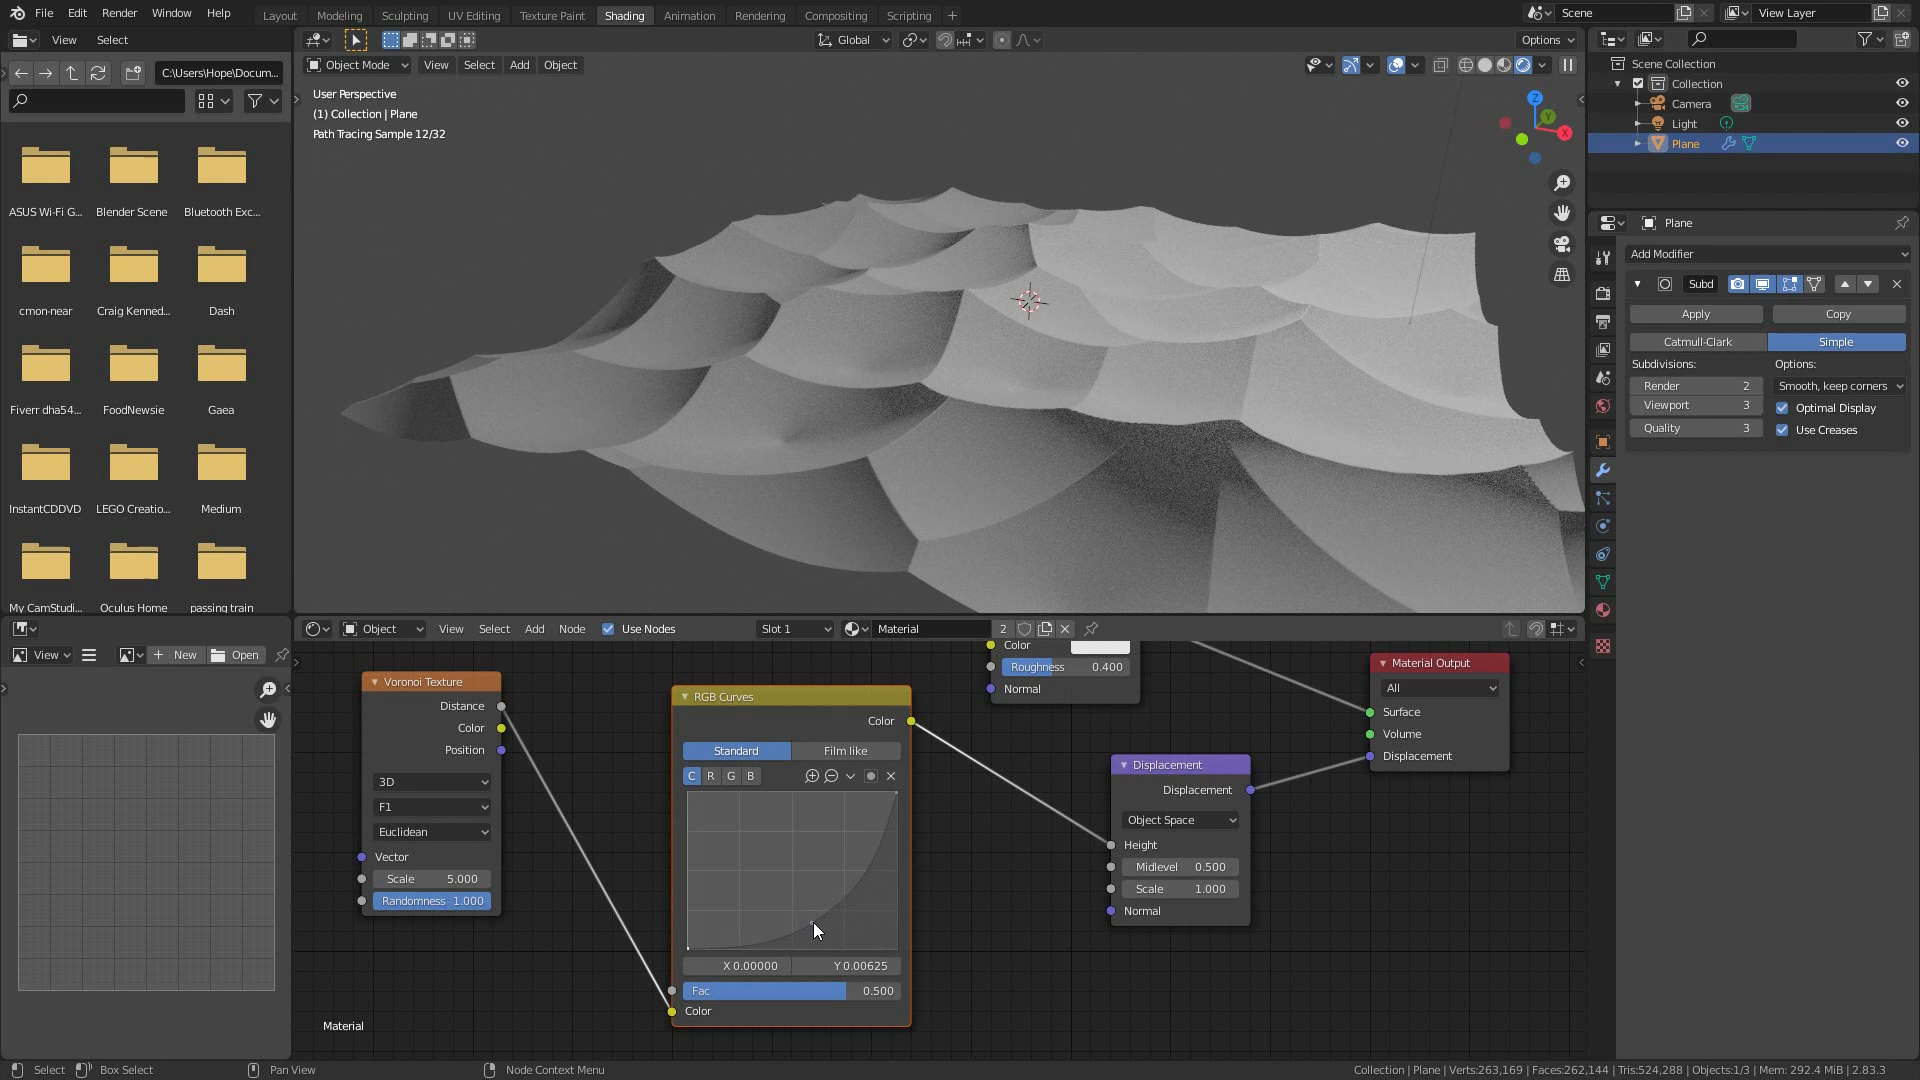 File Edit Render Window Help
Layout Modeling Sculpting UV Editing Texture Paint Shading Animation Rendering Compositing Scripting +
Scene
View Layer
View Select
Global
Options
C:\Users\Hope\Docum...
Object Mode View Select Add Object
User Perspective
(1) Collection | Plane
Path Tracing Sample 12/32
Z
Y
X
ASUS Wi-Fi G... Blender Scene Bluetooth Exc...
cmon-near Craig Kenned... Dash
Fiverr dha54... FoodNewsie Gaea
InstantCDDVD LEGO Creatio... Medium
My CamStudi... Oculus Home passing train
Scene Collection
Collection
Camera
Light
Plane
Plane
Add Modifier
Subd
Apply Copy
Catmull-Clark Simple
Subdivisions: Options:
Render 2 Smooth, keep corners
Viewport 3 Optimal Display
Quality 3 Use Creases
View New Open
Object View Select Add Node Use Nodes Slot 1 Material 2
Voronoi Texture
Distance
Color
Position
3D
F1
Euclidean
Vector
Scale 5.000
Randomness 1.000
RGB Curves
Color
Standard Film like
C R G B
X 0.00000 Y 0.00625
Fac 0.500
Color
Color
Roughness 0.400
Normal
Displacement
Displacement
Object Space
Height
Midlevel 0.500
Scale 1.000
Normal
Material Output
All
Surface
Volume
Displacement
Material
Select Box Select Pan View Node Context Menu
Collection | Plane | Verts:263,169 | Faces:262,144 | Tris:524,288 | Objects:1/3 | Mem: 292.4 MiB | 2.83.3